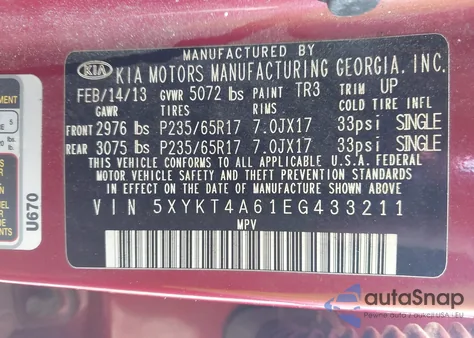 MANUFACTURED BY
KIA KIA MOTORS MANUFACTURING GEORGIA, INC.
FEB/14/13 GVWR 5072 lbs PAINT TR3 TRIM UP
GAWR TIRES RIMS COLD TIRE INFL
FRONT 2976 lbs P235/65R17 7.0JX17 33psi SINGLE
REAR 3075 lbs P235/65R17 7.0JX17 33psi SINGLE
THIS VEHICLE CONFORMS TO ALL APPLICABLE U.S.A. FEDERAL
MOTOR VEHICLE SAFETY AND THEFT PREVENTION STANDARDS
IN EFFECT ON THE DATE OF MANUFACTURE SHOWN ABOVE.
VIN 5XYKT4A61EG433211
MPV
U670
autoSnap